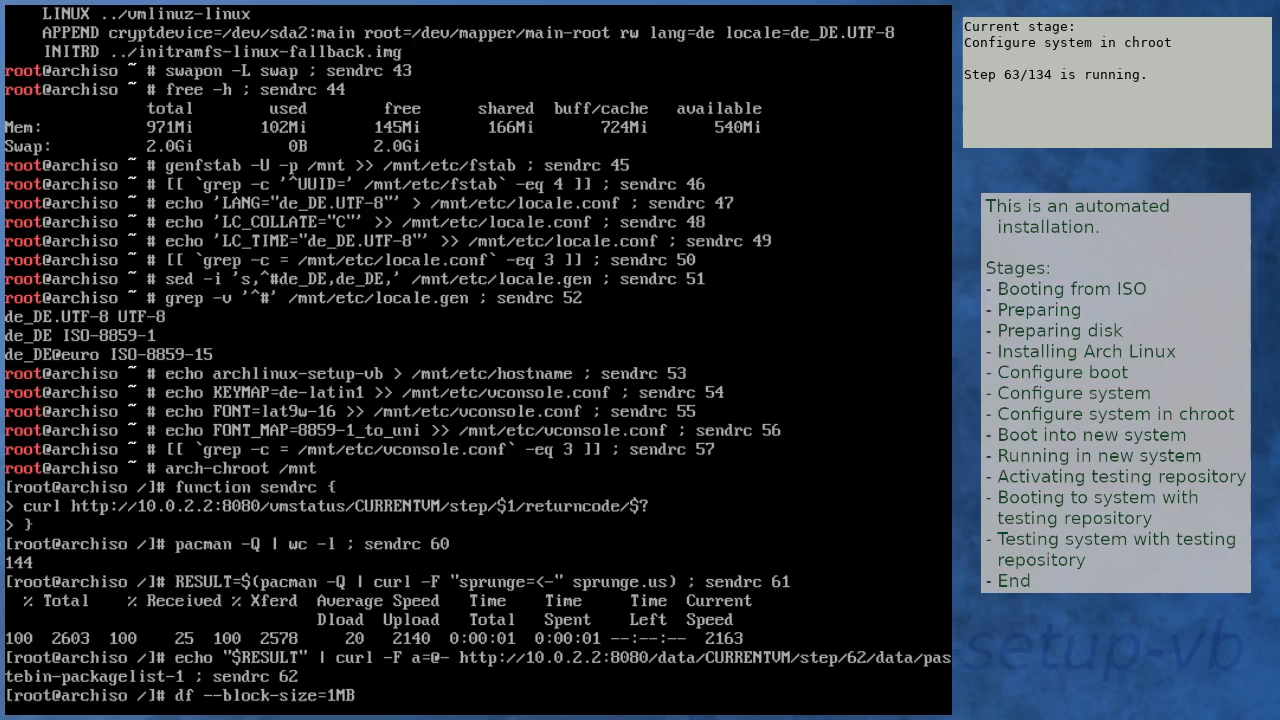 LINUX ../vmlinuz-linux
APPEND cryptdevice=/dev/sda2:main root=/dev/mapper/main-root rw lang=de locale=de_DE.UTF-8
INITRD ../initramfs-linux-fallback.img
root@archiso ~ # swapon -L swap ; sendrc 43
root@archiso ~ # free -h ; sendrc 44
total used free shared buff/cache available
Mem: 971Mi 102Mi 145Mi 166Mi 724Mi 540Mi
Swap: 2.0Gi 0B 2.0Gi
root@archiso ~ # genfstab -U -p /mnt >> /mnt/etc/fstab ; sendrc 45
root@archiso ~ # [[ `grep -c '^UUID=' /mnt/etc/fstab` -eq 4 ]] ; sendrc 46
root@archiso ~ # echo 'LANG="de_DE.UTF-8"' > /mnt/etc/locale.conf ; sendrc 47
root@archiso ~ # echo 'LC_COLLATE="C"' >> /mnt/etc/locale.conf ; sendrc 48
root@archiso ~ # echo 'LC_TIME="de_DE.UTF-8"' >> /mnt/etc/locale.conf ; sendrc 49
root@archiso ~ # [[ `grep -c = /mnt/etc/locale.conf` -eq 3 ]] ; sendrc 50
root@archiso ~ # sed -i 's,^#de_DE,de_DE,' /mnt/etc/locale.gen ; sendrc 51
root@archiso ~ # grep -v '^#' /mnt/etc/locale.gen ; sendrc 52
de_DE.UTF-8 UTF-8
de_DE ISO-8859-1
de_DE@euro ISO-8859-15
root@archiso ~ # echo archlinux-setup-vb > /mnt/etc/hostname ; sendrc 53
root@archiso ~ # echo KEYMAP=de-latin1 >> /mnt/etc/vconsole.conf ; sendrc 54
root@archiso ~ # echo FONT=lat9w-16 >> /mnt/etc/vconsole.conf ; sendrc 55
root@archiso ~ # echo FONT_MAP=8859-1_to_uni >> /mnt/etc/vconsole.conf ; sendrc 56
root@archiso ~ # [[ `grep -c = /mnt/etc/vconsole.conf` -eq 3 ]] ; sendrc 57
root@archiso ~ # arch-chroot /mnt
[root@archiso /]# function sendrc {
> curl http://10.0.2.2:8080/vmstatus/CURRENTVM/step/$1/returncode/$?
> }
[root@archiso /]# pacman -Q | wc -l ; sendrc 60
144
[root@archiso /]# RESULT=$(pacman -Q | curl -F "sprunge=<-" sprunge.us) ; sendrc 61
% Total % Received % Xferd Average Speed Time Time Time Current
Dload Upload Total Spent Left Speed
100 2603 100 25 100 2578 20 2140 0:00:01 0:00:01 --:--:-- 2163
[root@archiso /]# echo "$RESULT" | curl -F a=@- http://10.0.2.2:8080/data/CURRENTVM/step/62/data/pas
tebin-packagelist-1 ; sendrc 62
[root@archiso /]# df --block-size=1MB
Current stage:
Configure system in chroot
Step 63/134 is running.
This is an automated
installation.
Stages:
- Booting from ISO
- Preparing
- Preparing disk
- Installing Arch Linux
- Configure boot
- Configure system
- Configure system in chroot
- Boot into new system
- Running in new system
- Activating testing repository
- Booting to system with
testing repository
- Testing system with testing
repository
- End
setup-vb